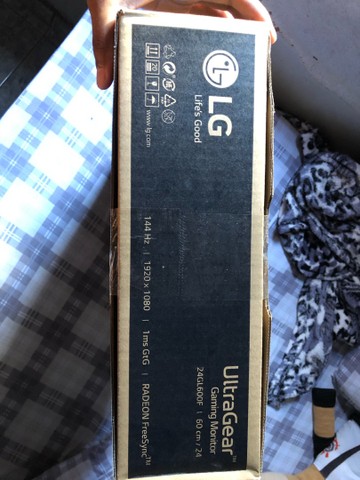 LG
Life's Good
www.lg.com
UltraGear™
Gaming Monitor
24GL600F | 60 cm / 24
144 Hz | 1920 x 1080 | 1ms GtG | RADEON FreeSync™